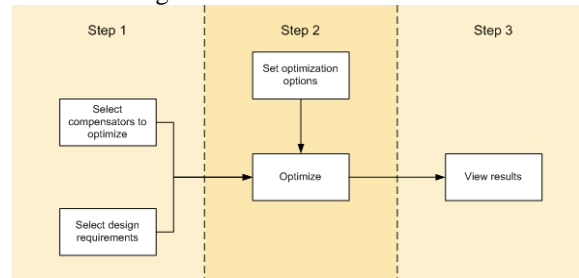 Step 1
Step 2
Step 3
Set optimization
options
Select
compensators to
optimize
Optimize
View results
Select design
requirements